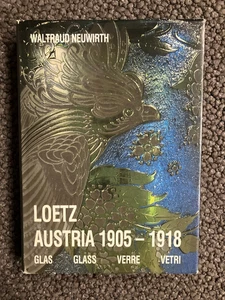 WALTRAUD NEUWIRTH
LOETZ
AUSTRIA 1905 – 1918
GLAS GLASS VERRE VETRI